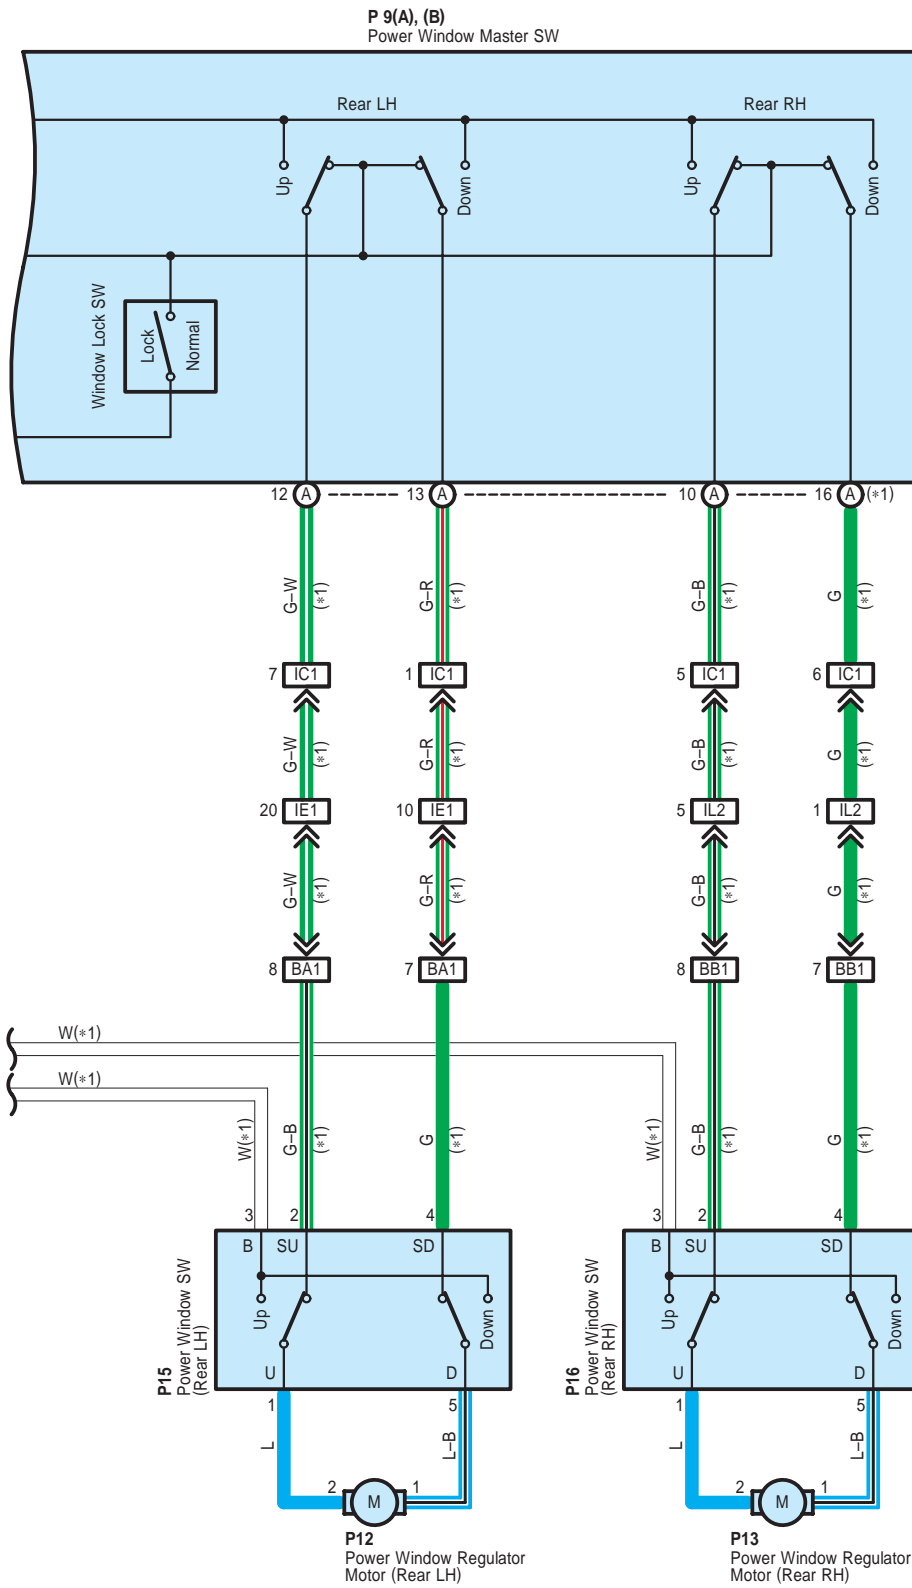 P 9(A), (B)
Power Window Master SW
Rear LH
Rear RH
Up
Down
Up
Down
Window Lock SW
Lock
Normal
12 A
13 A
10 A
16 A (*1)
G-W (*1)
G-R (*1)
G-B (*1)
G (*1)
7 IC1
1 IC1
5 IC1
6 IC1
G-W (*1)
G-R (*1)
G-B (*1)
G (*1)
20 IE1
10 IE1
5 IL2
1 IL2
G-W (*1)
G-R (*1)
G-B (*1)
G (*1)
8 BA1
7 BA1
8 BB1
7 BB1
W(*1)
W(*1)
W(*1)
G-B (*1)
G (*1)
W(*1)
G-B (*1)
G (*1)
3 2 4
3 2 4
B SU SD
B SU SD
P15
Power Window SW
(Rear LH)
Up
Down
U D
P16
Power Window SW
(Rear RH)
Up
Down
U D
1 5
1 5
L
L-B
L
L-B
2 M 1
2 M 1
P12
Power Window Regulator
Motor (Rear LH)
P13
Power Window Regulator
Motor (Rear RH)